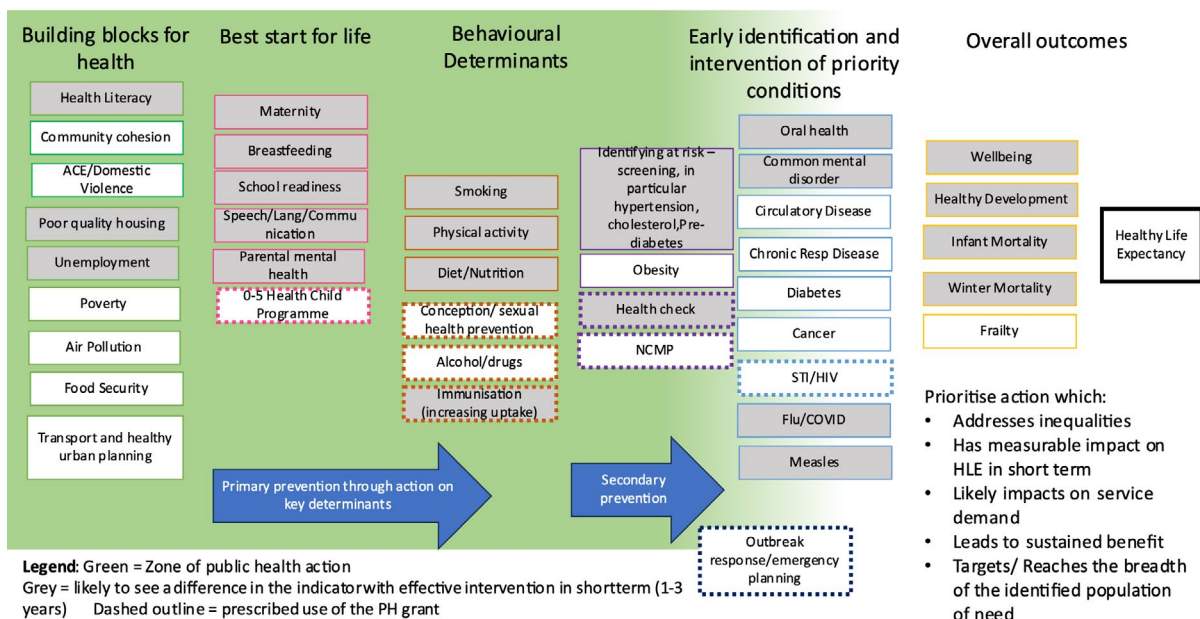 Building blocks for
health
Health Literacy
Community cohesion
ACE/Domestic
Violence
Poor quality housing
Unemployment
Poverty
Air Pollution
Food Security
Transport and healthy
urban planning
Best start for life
Maternity
Breastfeeding
School readiness
Speech/Lang/Commu
nication
Parental mental
health
0-5 Health Child
Programme
Behavioural
Determinants
Smoking
Physical activity
Diet/Nutrition
Conception/ sexual
health prevention
Alcohol/drugs
Immunisation
(increasing uptake)
Identifying at risk –
screening, in
particular
hypertension,
cholesterol,Pre-
diabetes
Obesity
Health check
NCMP
Early identification and
intervention of priority
conditions
Oral health
Common mental
disorder
Circulatory Disease
Chronic Resp Disease
Diabetes
Cancer
STI/HIV
Flu/COVID
Measles
Overall outcomes
Wellbeing
Healthy Development
Infant Mortality
Winter Mortality
Frailty
Healthy Life
Expectancy
Primary prevention through action on
key determinants
Secondary
prevention
Outbreak
response/emergency
planning
Prioritise action which:
• Addresses inequalities
• Has measurable impact on
HLE in short term
• Likely impacts on service
demand
• Leads to sustained benefit
• Targets/ Reaches the breadth
of the identified population
of need
Legend: Green = Zone of public health action
Grey = likely to see a difference in the indicator with effective intervention in shortterm (1-3
years) Dashed outline = prescribed use of the PH grant